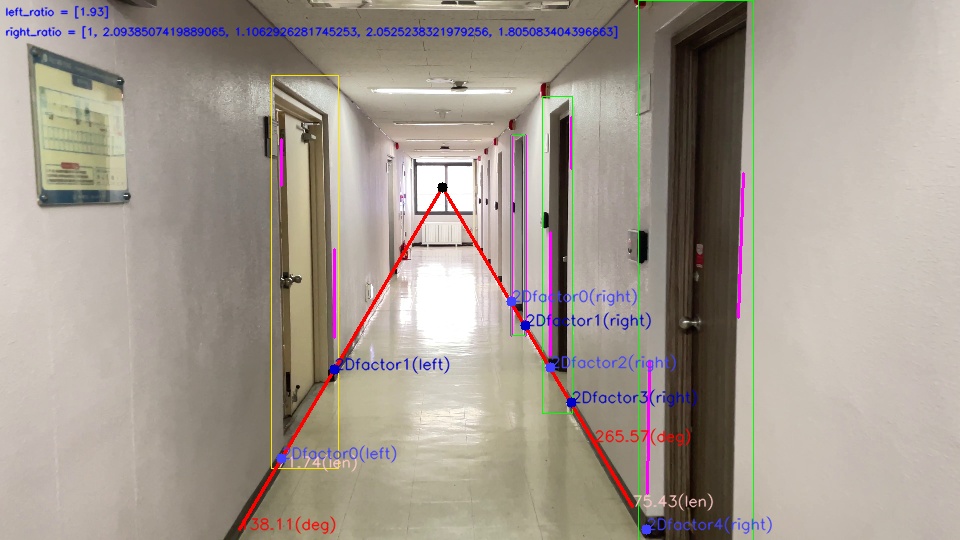 left_ratio = [1.93]
right_ratio = [1, 2.0938507419889065, 1.1062926281745253, 2.0525238321979256, 1.805083404396663]
2Dfactor0(right)
2Dfactor1(right)
2Dfactor1(left)
2Dfactor2(right)
2Dfactor3(right)
265.57(deg)
2Dfactor0(left)
71.74(len)
75.43(len)
38.11(deg)
2Dfactor4(right)